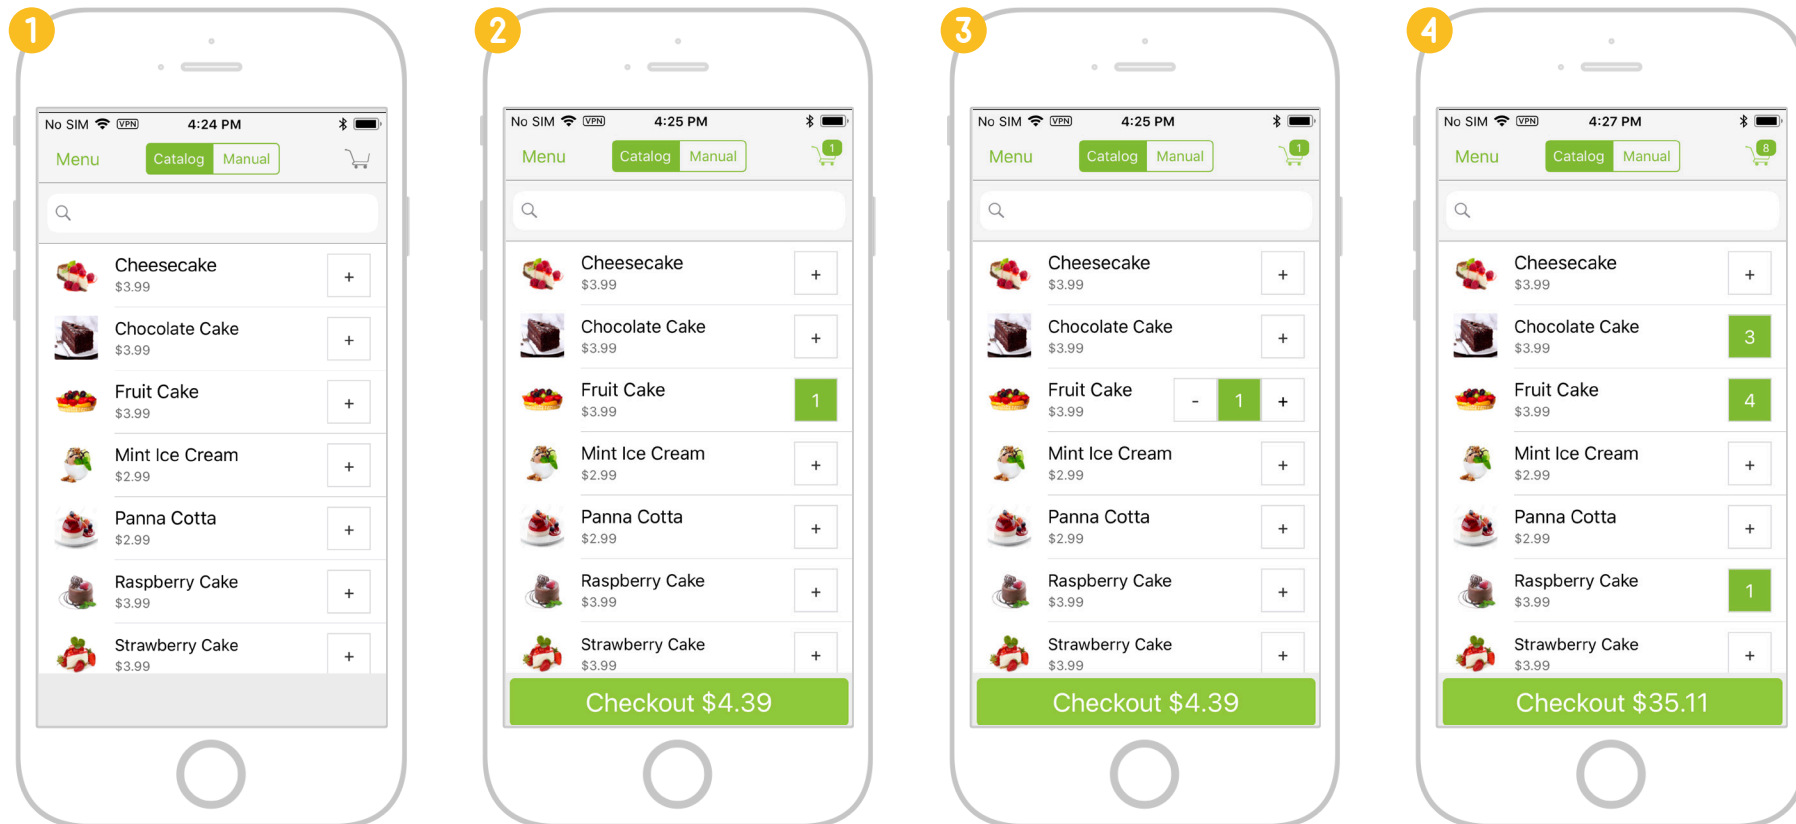 1
No SIM VPN 4:24 PM
Menu Catalog Manual
Cheesecake
$3.99
+
Chocolate Cake
$3.99
+
Fruit Cake
$3.99
+
Mint Ice Cream
$2.99
+
Panna Cotta
$2.99
+
Raspberry Cake
$3.99
+
Strawberry Cake
$3.99
+
2
No SIM VPN 4:25 PM
Menu Catalog Manual 1
Cheesecake
$3.99
+
Chocolate Cake
$3.99
+
Fruit Cake
$3.99
1
Mint Ice Cream
$2.99
+
Panna Cotta
$2.99
+
Raspberry Cake
$3.99
+
Strawberry Cake
$3.99
+
Checkout $4.39
3
No SIM VPN 4:25 PM
Menu Catalog Manual 1
Cheesecake
$3.99
+
Chocolate Cake
$3.99
+
Fruit Cake
$3.99
- 1 +
Mint Ice Cream
$2.99
+
Panna Cotta
$2.99
+
Raspberry Cake
$3.99
+
Strawberry Cake
$3.99
+
Checkout $4.39
4
No SIM VPN 4:27 PM
Menu Catalog Manual 8
Cheesecake
$3.99
+
Chocolate Cake
$3.99
3
Fruit Cake
$3.99
4
Mint Ice Cream
$2.99
+
Panna Cotta
$2.99
+
Raspberry Cake
$3.99
1
Strawberry Cake
$3.99
+
Checkout $35.11